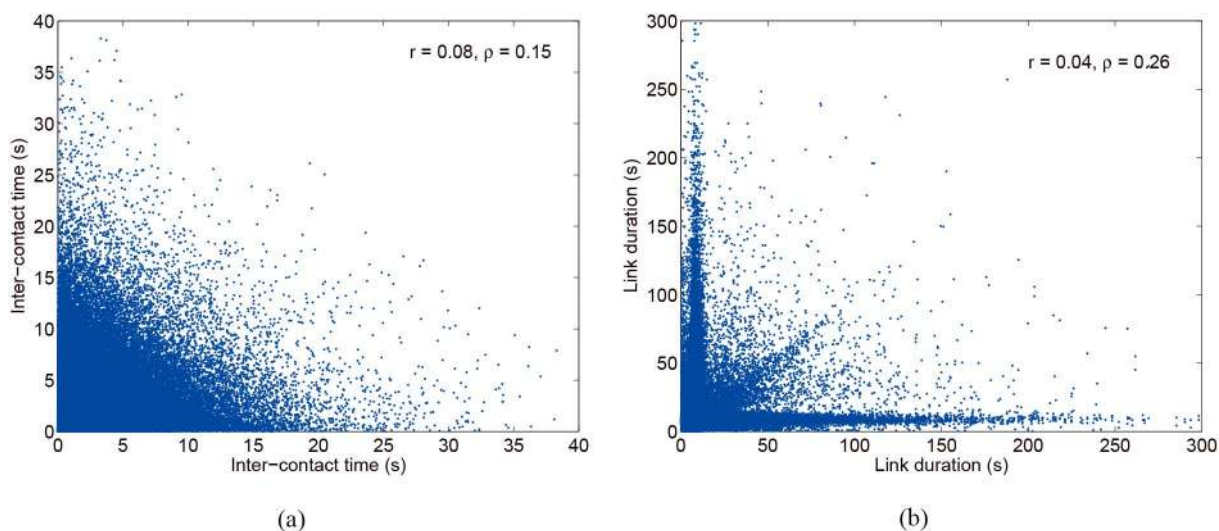 40
35
30
25
20
15
10
5
0
r = 0.08, ρ = 0.15
Inter−contact time (s)
0 5 10 15 20 25 30 35 40
Inter−contact time (s)
(a)
300
250
200
150
100
50
0
r = 0.04, ρ = 0.26
Link duration (s)
0 50 100 150 200 250 300
Link duration (s)
(b)